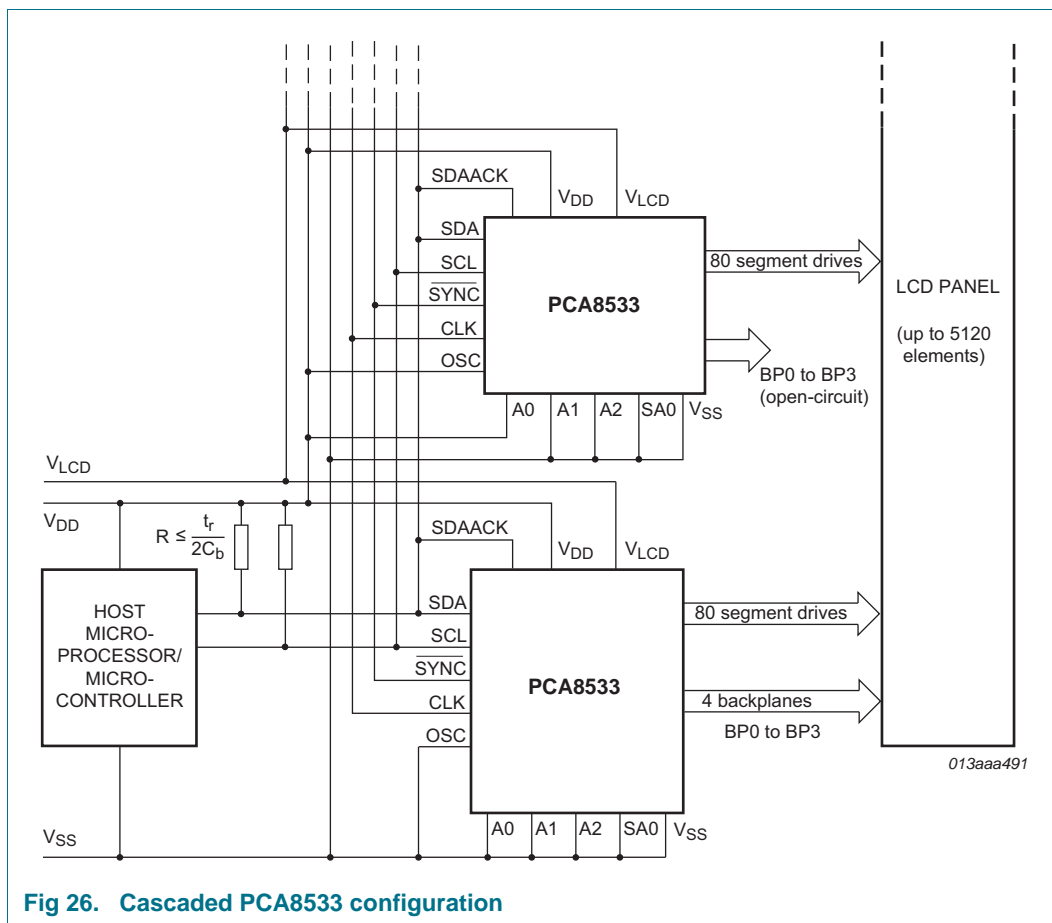 SDAACK
VDD
VLCD
SDA
SCL
SYNC
CLK
OSC
PCA8533
80 segment drives
BP0 to BP3
(open-circuit)
A0
A1
A2
SA0
VSS
LCD PANEL
(up to 5120
elements)
VLCD
VDD
R ≤ tr/2Cb
HOST
MICRO-
PROCESSOR/
MICRO-
CONTROLLER
VSS
SDAACK
VDD
VLCD
SDA
SCL
SYNC
CLK
OSC
PCA8533
80 segment drives
4 backplanes
BP0 to BP3
A0
A1
A2
SA0
VSS
013aaa491
Fig 26. Cascaded PCA8533 configuration